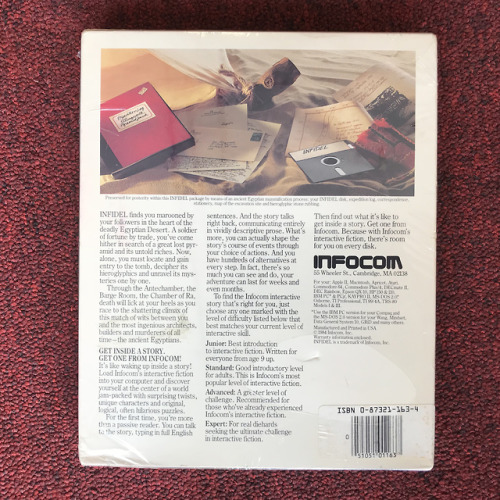 INFIDEL
INFIDEL finds you marooned by
your followers in the heart of the
deadly Egyptian Desert. A soldier
of fortune by trade, you've come
hither in search of a great lost pyr-
amid and its untold riches. Now,
alone, you must locate and gain
entry to the tomb, decipher its
hieroglyphics and unravel its mys-
teries one by one.
Through the Antechamber, the
Barge Room, the Chamber of Ra,
death will lick at your heels as you
race to the shattering climax of
this match of wits between you
and the most ingenious architects,
builders and murderers of all
time—the ancient Egyptians.
GET INSIDE A STORY.
GET ONE FROM INFOCOM!
It's like waking up inside a story!
Load Infocom's interactive fiction
into your computer and discover
yourself at the center of a world
jam-packed with surprising twists,
unique characters and original,
logical, often hilarious puzzles.
For the first time, you're more
than a passive reader. You can talk
to the story, typing in full English
sentences. And the story talks
right back, communicating entirely
in vividly descriptive prose. What's
more, you can actually shape the
story's course of events through
your choice of actions. And you
have hundreds of alternatives at
every step. In fact, there's so
much you can see and do, your
adventure can last for weeks and
even months.
To find the Infocom interactive
story that's right for you, just
choose any one marked with the
level of difficulty listed below that
best matches your current level of
interactive skill.
Junior: Best introduction
to interactive fiction. Written for
everyone from age 9 up.
Standard: Good introductory level
for adults. This is Infocom's most
popular level of interactive fiction.
Advanced: A greater level of
challenge. Recommended for
those who've already experienced
Infocom's interactive fiction.
Expert: For real diehards
seeking the ultimate challenge
in interactive fiction.
Then find out what it's like to
get inside a story. Get one from
Infocom. Because with Infocom's
interactive fiction, there's room
for you on every disk.
INFOCOM
55 Wheeler St., Cambridge, MA 02138
Manufactured and Printed in USA
©1984 Infocom, Inc.
Warranty information enclosed.
INFIDEL is a trademark of Infocom, Inc.
ISBN 0-87321-163-4